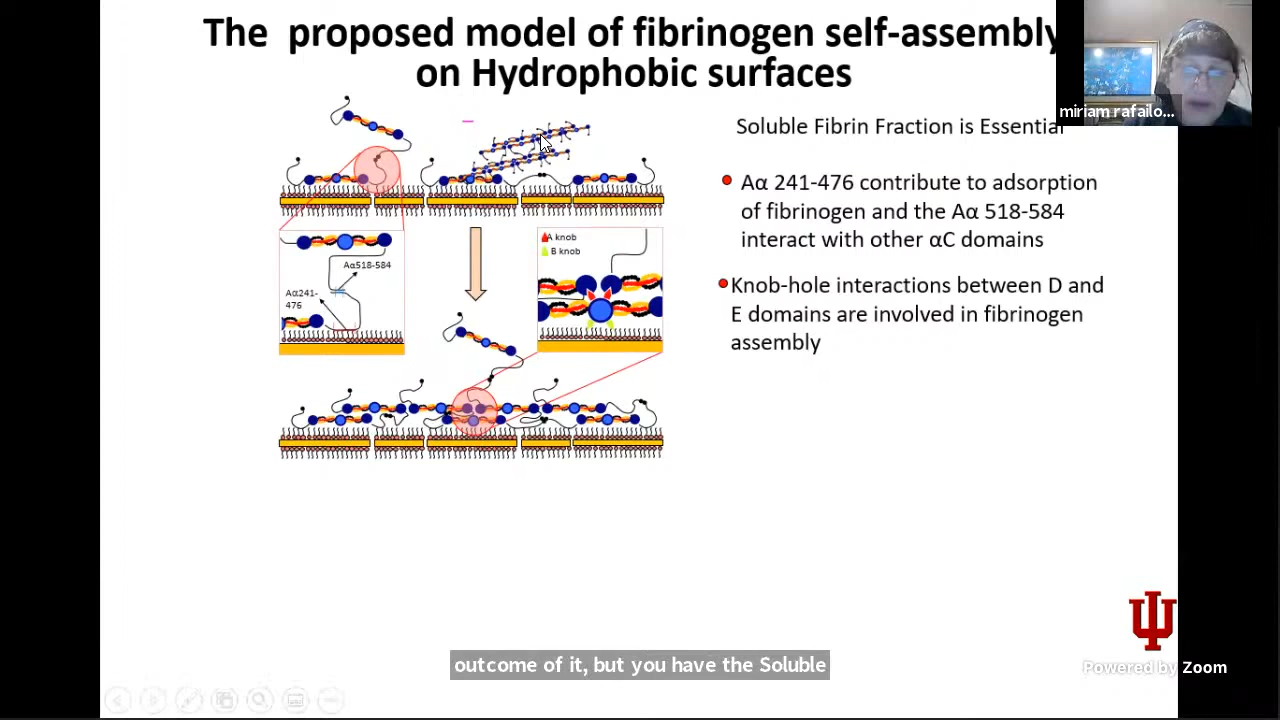 The  proposed model of fibrinogen self-assembly
on Hydrophobic surfaces
miriam rafailo...
Soluble Fibrin Fraction is Essential
Aα 241-476 contribute to adsorption
of fibrinogen and the Aα 518-584
interact with other αC domains
Knob-hole interactions between D and
E domains are involved in fibrinogen
assembly
A knob
B knob
Aα518-584
Aα241-
476
outcome of it, but you have the Soluble
Powered by Zoom